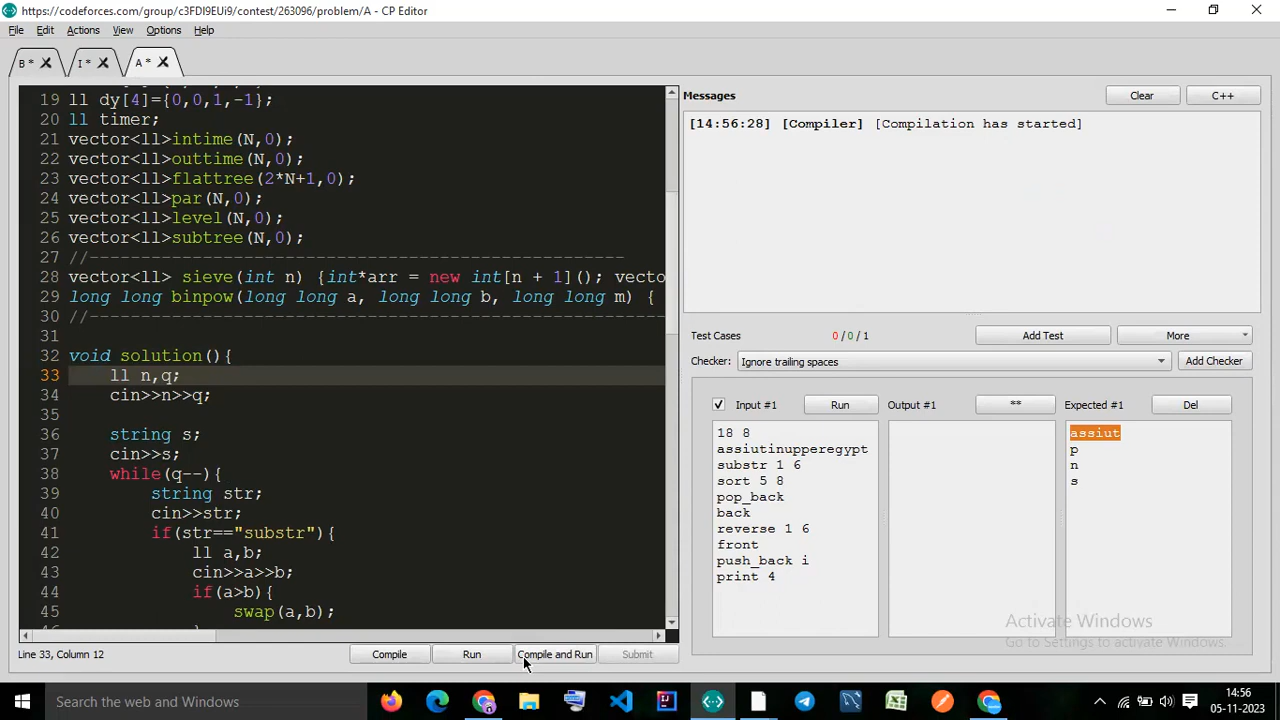 https://codeforces.com/group/c3FDI9EUi9/contest/263096/problem/A - CP Editor
File Edit Actions View Options Help
B * I * A *
19 ll dy[4]={0,0,1,-1};
20 ll timer;
21 vector<ll>intime(N,0);
22 vector<ll>outtime(N,0);
23 vector<ll>flattree(2*N+1,0);
24 vector<ll>par(N,0);
25 vector<ll>level(N,0);
26 vector<ll>subtree(N,0);
27 //----------------------------------------------------
28 vector<ll> sieve(int n) {int*arr = new int[n + 1](); vecto
29 long long binpow(long long a, long long b, long long m) {
30 //--------------------------------------------------------
31
32 void solution(){
33 ll n,q;
34 cin>>n>>q;
35
36 string s;
37 cin>>s;
38 while(q--){
39 string str;
40 cin>>str;
41 if(str=="substr"){
42 ll a,b;
43 cin>>a>>b;
44 if(a>b){
45 swap(a,b);
Line 33, Column 12
Compile Run Compile and Run Submit
Messages Clear C++
[14:56:28] [Compiler] [Compilation has started]
Test Cases 0 / 0 / 1 Add Test More
Checker: Ignore trailing spaces Add Checker
Input #1 Run Output #1 ** Expected #1 Del
18 8
assiutinupperegypt
substr 1 6
sort 5 8
pop_back
back
reverse 1 6
front
push_back i
print 4
assiut
p
n
s
Activate Windows
Go to Settings to activate Windows.
Search the web and Windows
14:56
05-11-2023